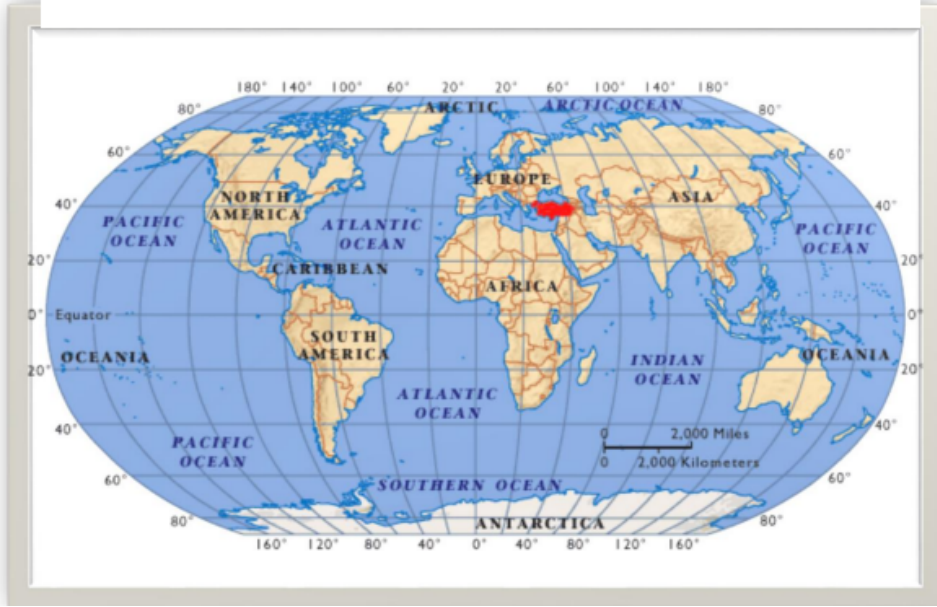 180° 140° 100° 60° 20° 20° 60° 100° 140° 180°
80° ARCTIC ARCTIC OCEAN 80°
60° 60°
EUROPE
NORTH
AMERICA
ASIA
40° 40°
PACIFIC
OCEAN
ATLANTIC
OCEAN
PACIFIC
OCEAN
20° 20°
CARIBBEAN
AFRICA
0° Equator 0°
SOUTH
AMERICA
OCEANIA
OCEANIA
INDIAN
OCEAN
20° 20°
ATLANTIC
OCEAN
40° 40°
0 2,000 Miles
0 2,000 Kilometers
PACIFIC
OCEAN
60° 60°
SOUTHERN OCEAN
80° ANTARCTICA 80°
160° 120° 80° 40° 0° 40° 80° 120° 160°